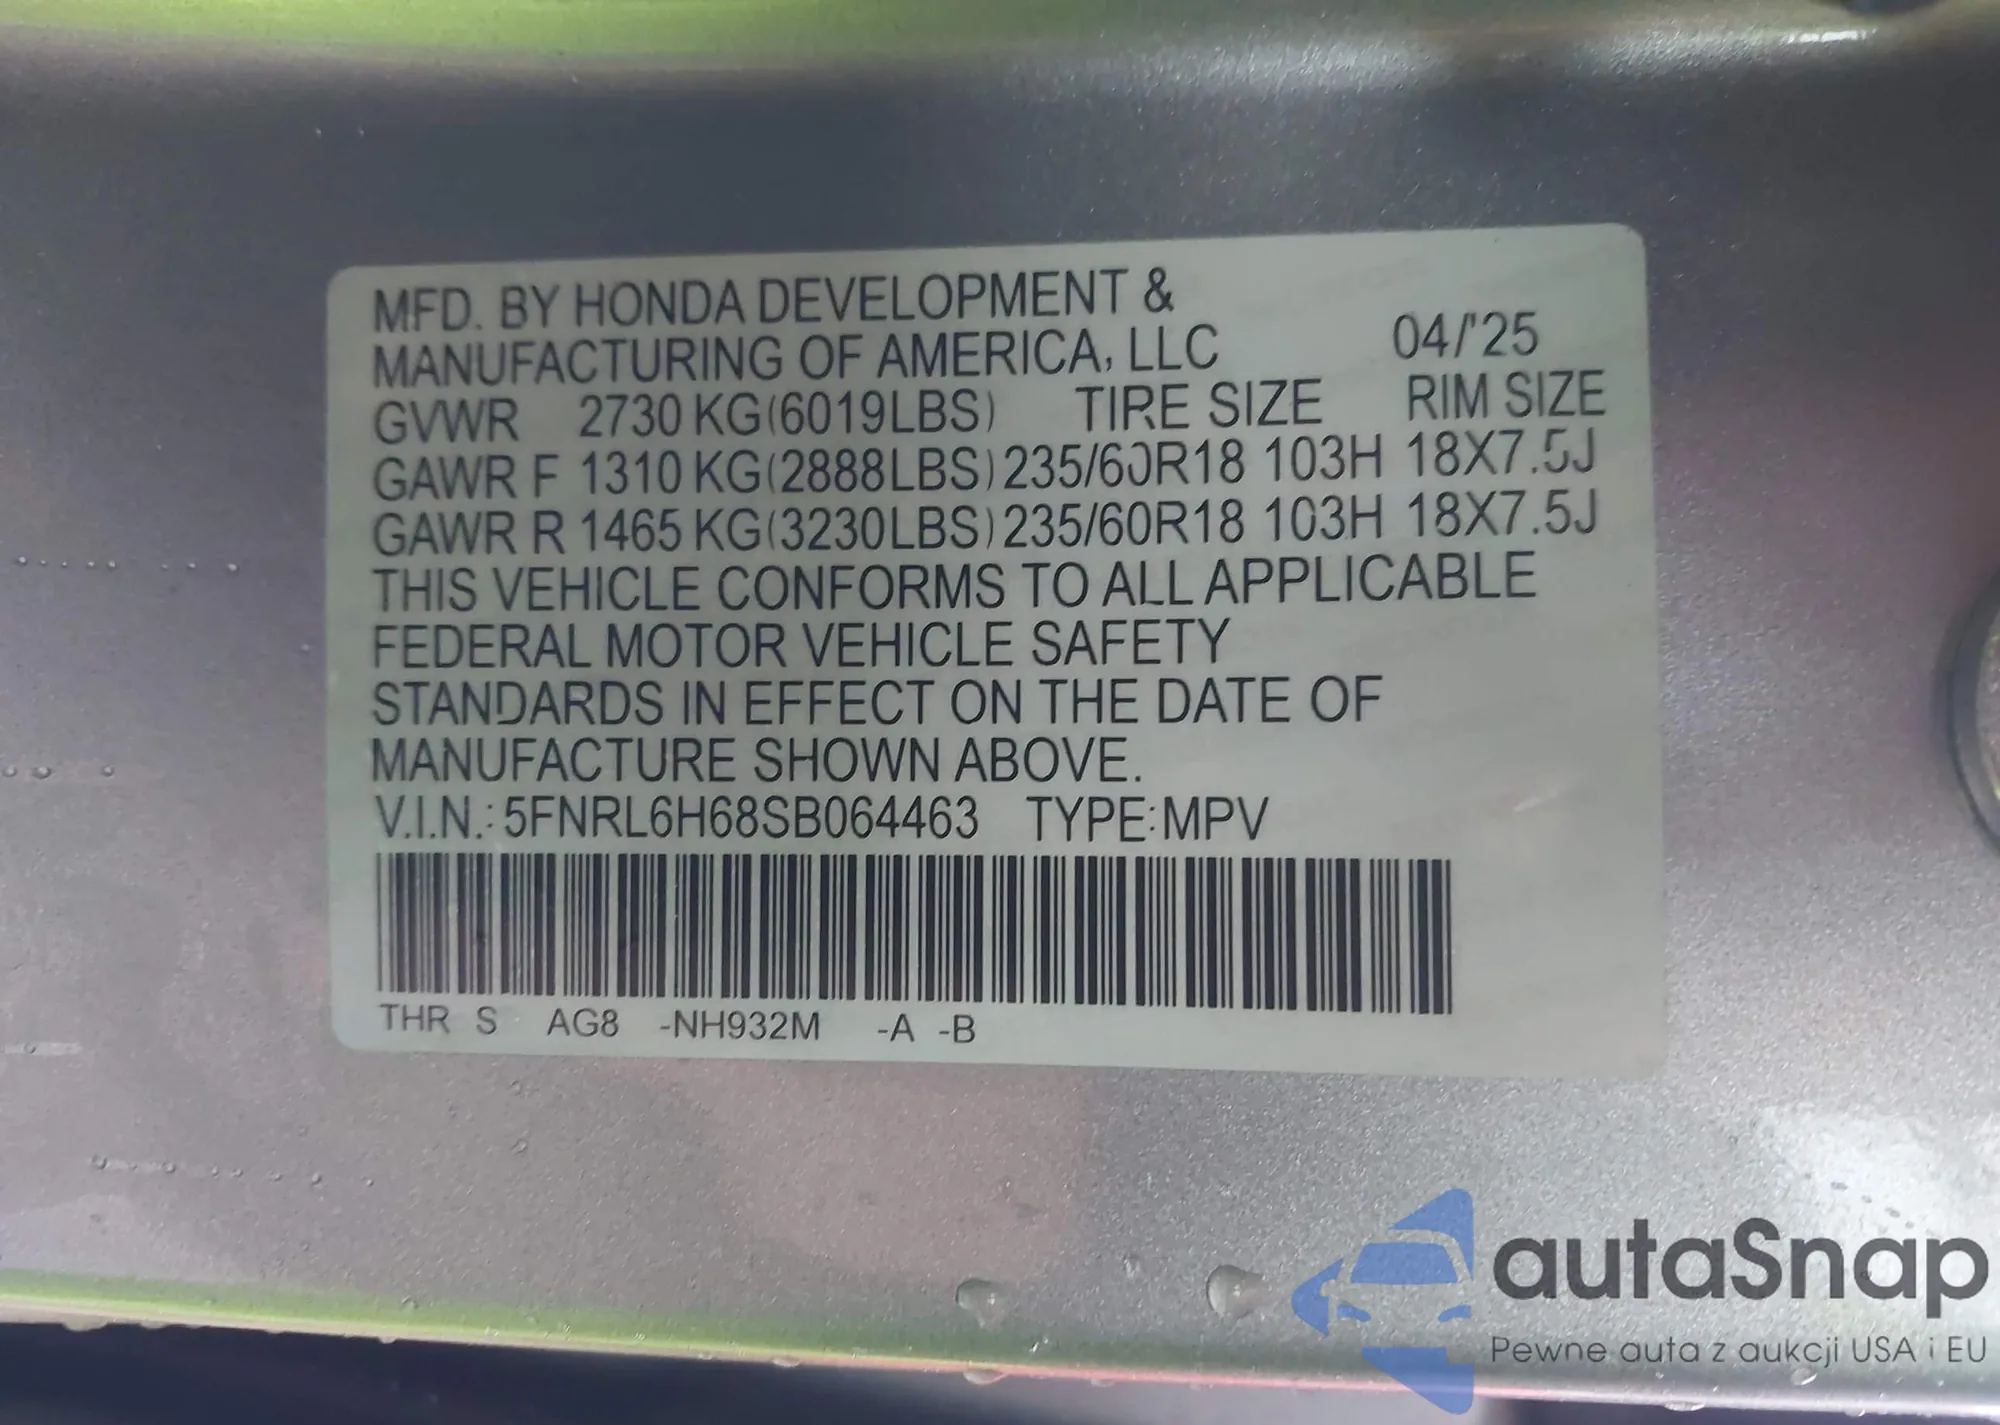 MFD. BY HONDA DEVELOPMENT &
MANUFACTURING OF AMERICA, LLC 04/'25
GVWR 2730 KG(6019LBS) TIRE SIZE RIM SIZE
GAWR F 1310 KG(2888LBS) 235/60R18 103H 18X7.5J
GAWR R 1465 KG(3230LBS) 235/60R18 103H 18X7.5J
THIS VEHICLE CONFORMS TO ALL APPLICABLE
FEDERAL MOTOR VEHICLE SAFETY
STANDARDS IN EFFECT ON THE DATE OF
MANUFACTURE SHOWN ABOVE.
V.I.N.: 5FNRL6H68SB064463 TYPE: MPV
THR S AG8 -NH932M -A -B
autaSnap
Pewne auta z aukcji USA i EU